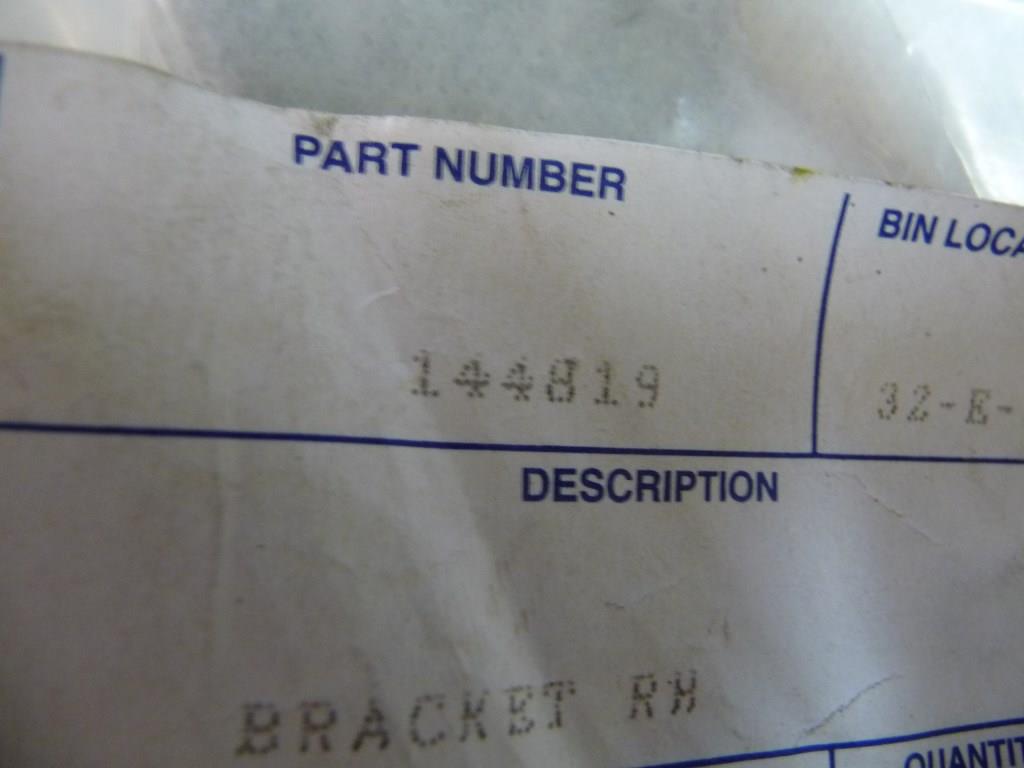 PART NUMBER
BIN LOCA
144819
32-E-
DESCRIPTION
BRACKET RH
QUANTIT